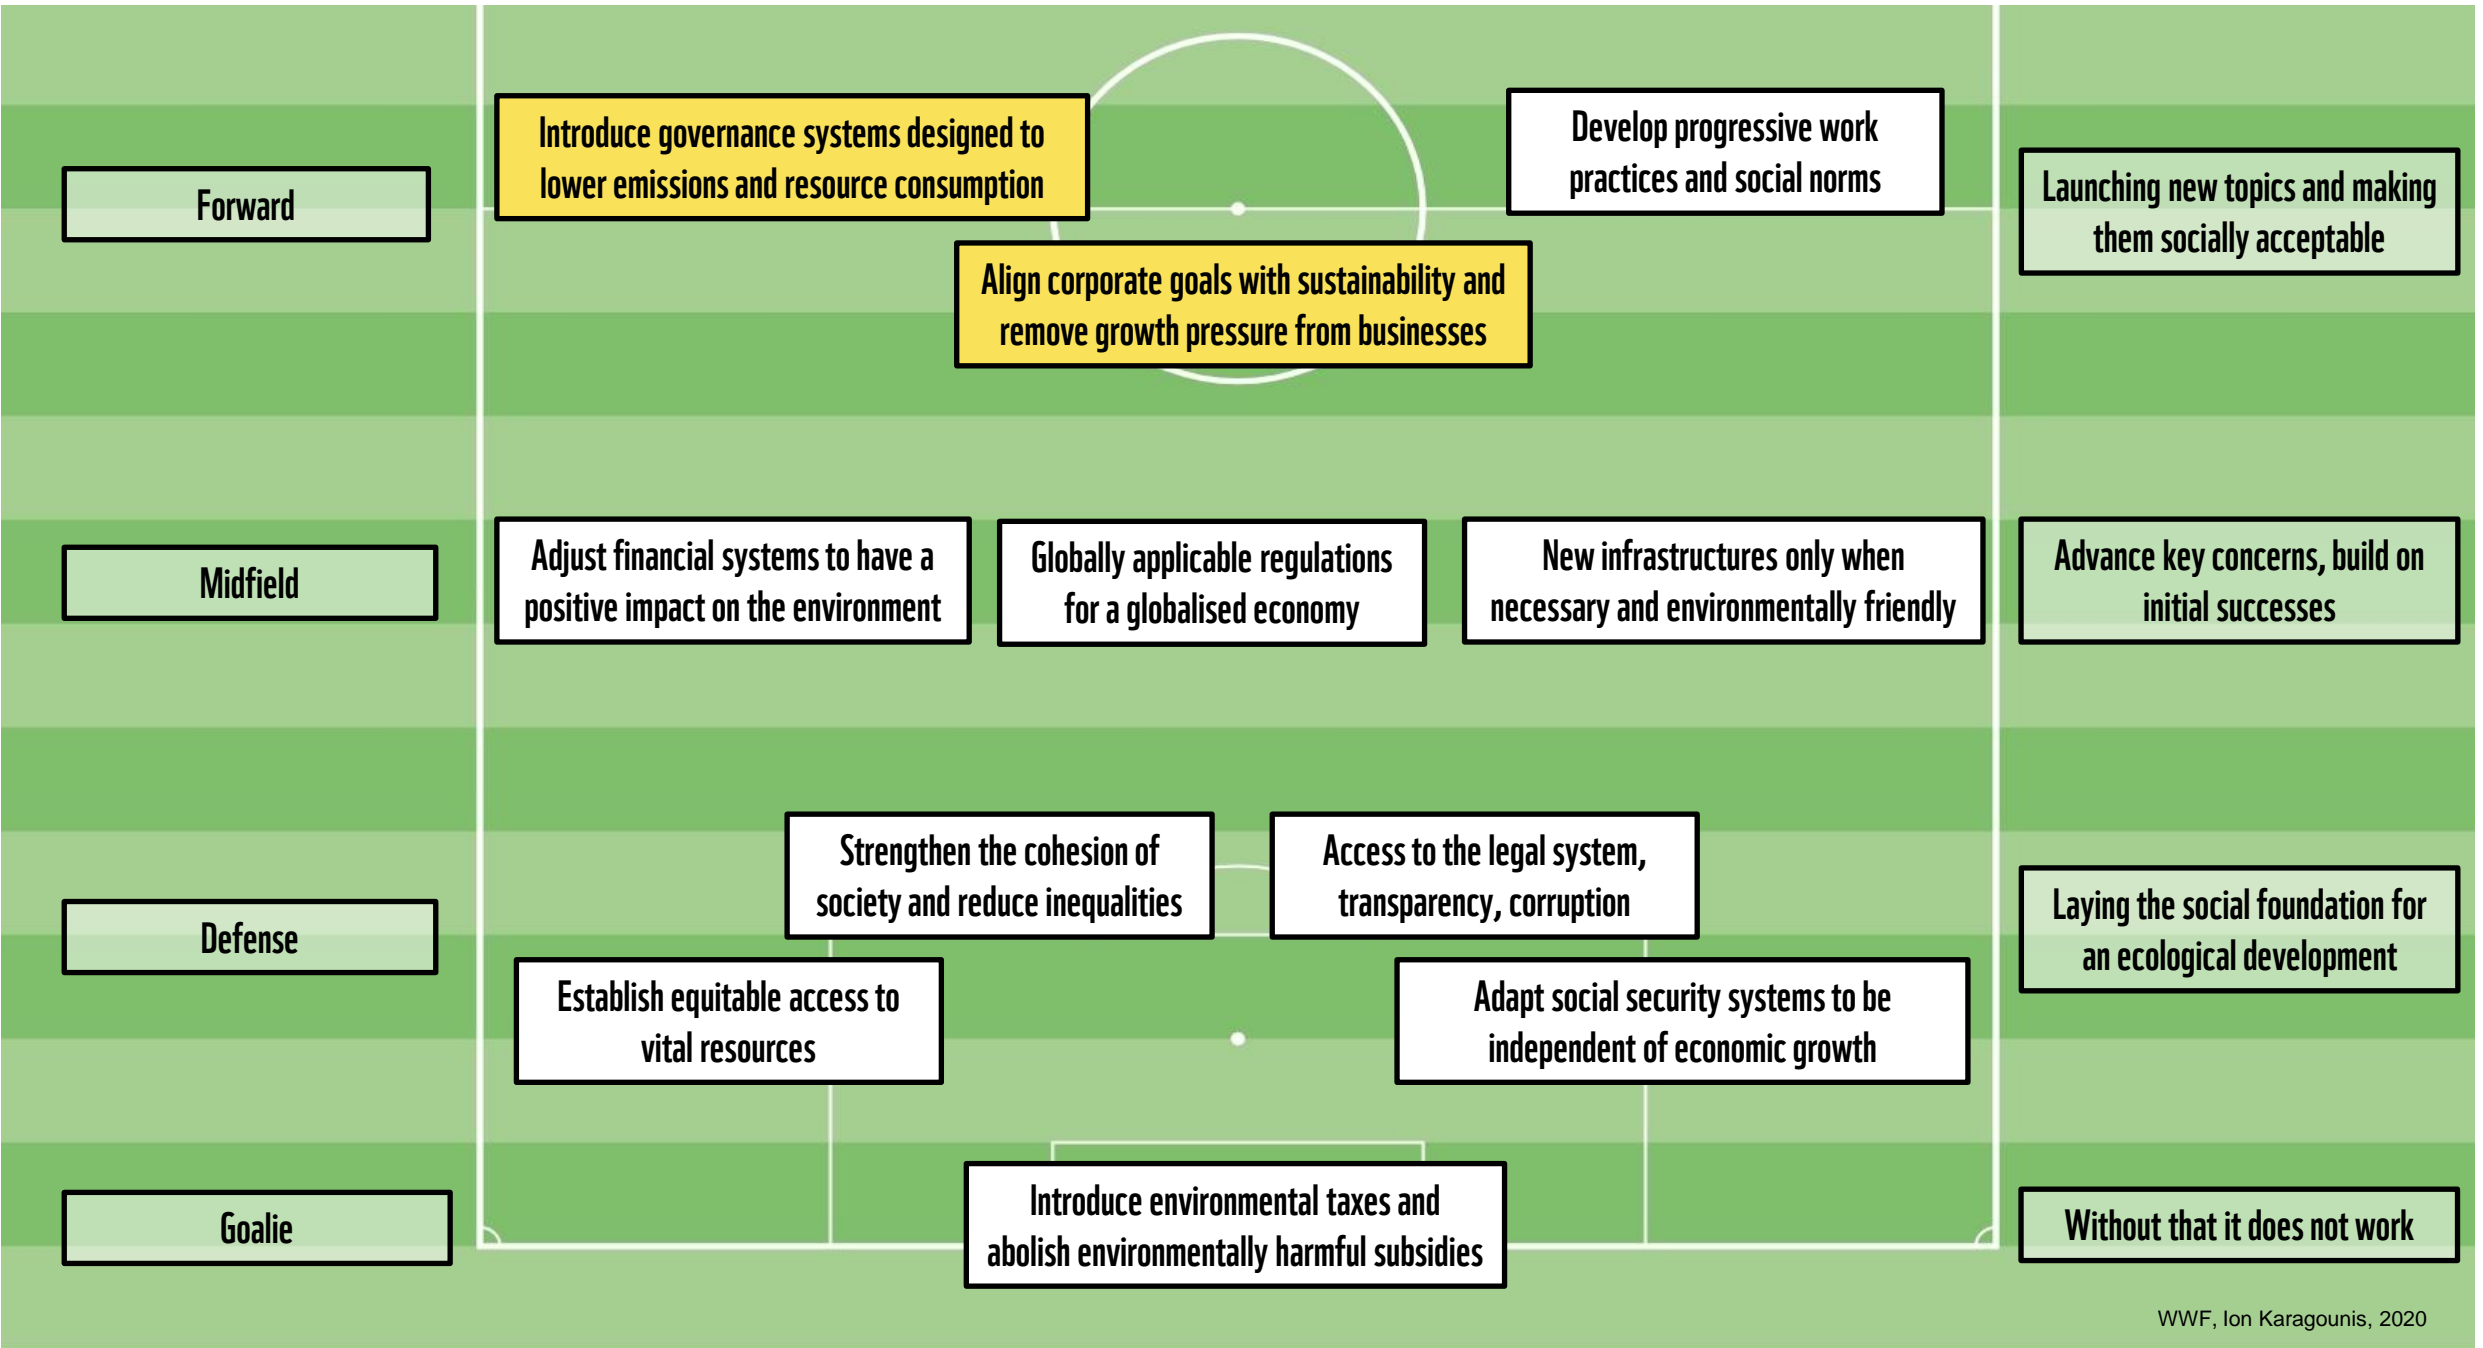 Forward
Introduce governance systems designed to
lower emissions and resource consumption
Develop progressive work
practices and social norms
Align corporate goals with sustainability and
remove growth pressure from businesses
Launching new topics and making
them socially acceptable
Midfield
Adjust financial systems to have a
positive impact on the environment
Globally applicable regulations
for a globalised economy
New infrastructures only when
necessary and environmentally friendly
Advance key concerns, build on
initial successes
Defense
Strengthen the cohesion of
society and reduce inequalities
Access to the legal system,
transparency, corruption
Establish equitable access to
vital resources
Adapt social security systems to be
independent of economic growth
Laying the social foundation for
an ecological development
Goalie
Introduce environmental taxes and
abolish environmentally harmful subsidies
Without that it does not work
WWF, Ion Karagounis, 2020